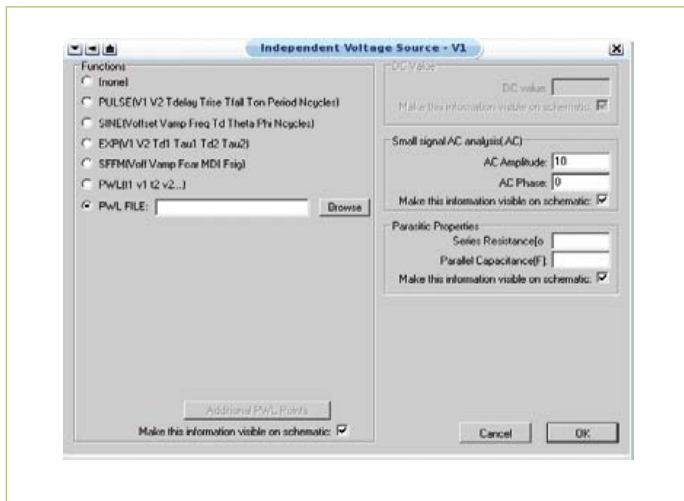 Independent Voltage Source - V1
Functions
(none)
PULSE(V1 V2 Tdelay Trise Tfall Ton Period Ncycles)
SINE(Voffset Vamp Freq Td Theta Phi Ncycles)
EXP(V1 V2 Td1 Tau1 Td2 Tau2)
SFFM(Voff Vamp Fcar MDI Fsig)
PWL(t1 v1 t2 v2...)
PWL FILE:
Browse
Additional PWL Points
Make this information visible on schematic:
DC Value
DC value:
Make this information visible on schematic:
Small signal AC analysis(.AC)
AC Amplitude: 10
AC Phase: 0
Make this information visible on schematic:
Parasitic Properties
Series Resistance[o
Parallel Capacitance[F]:
Make this information visible on schematic:
Cancel
OK